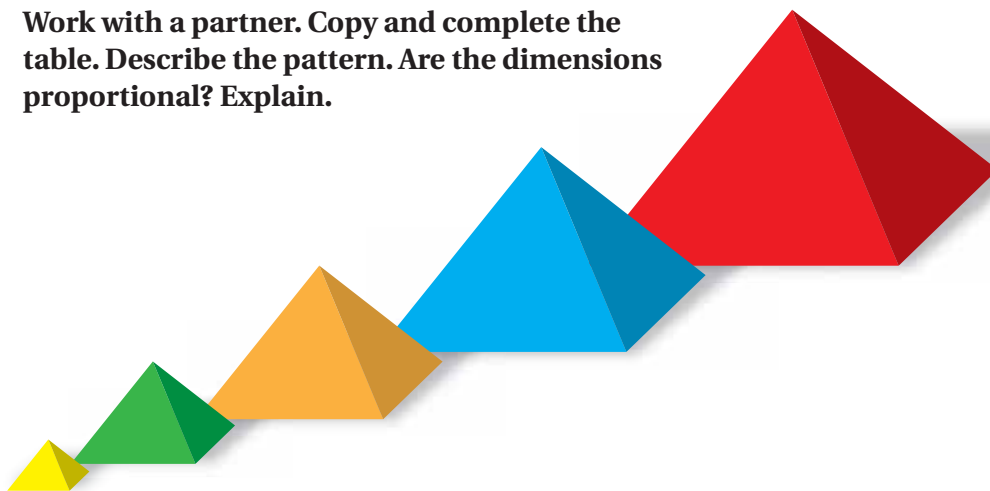 Work with a partner. Copy and complete the
table. Describe the pattern. Are the dimensions
proportional? Explain.